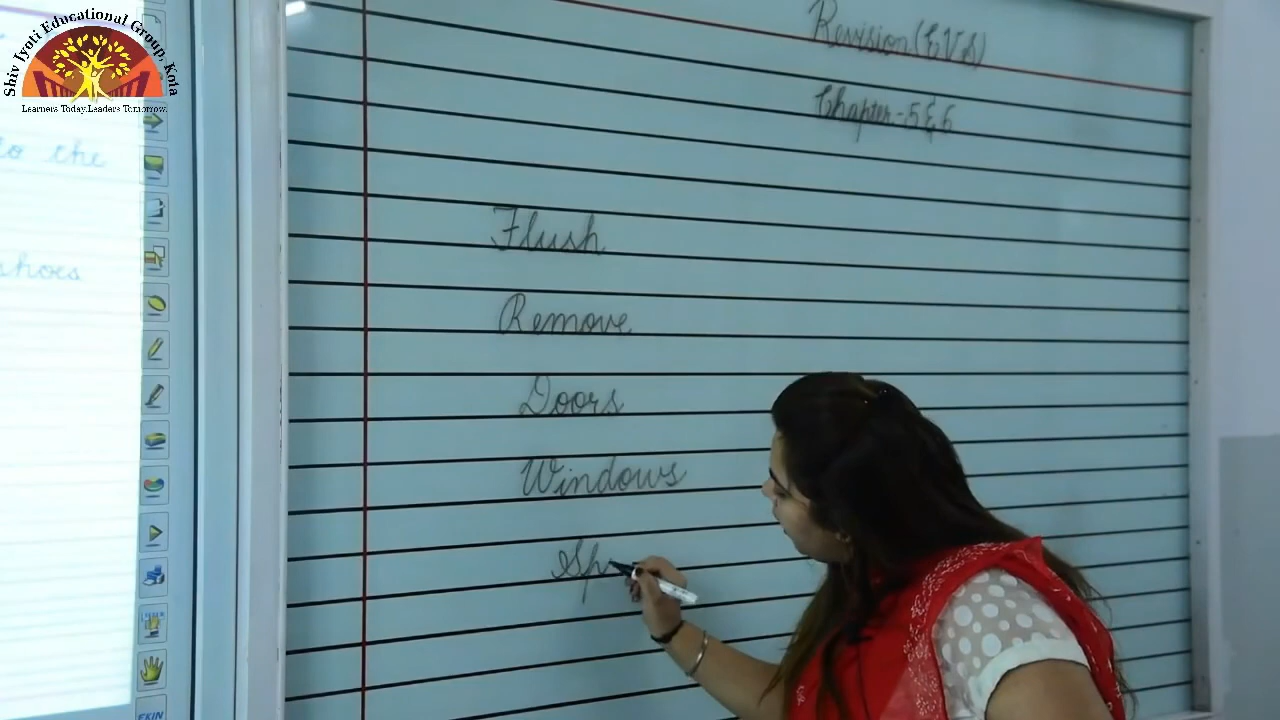 Shiv Jyoti Educational Group, Kota
Learners Today, Leaders Tomorrow.
to the
shoes
Revision (EVS)
Chapter-5 & 6
Flush
Remove
Doors
Windows
Sp